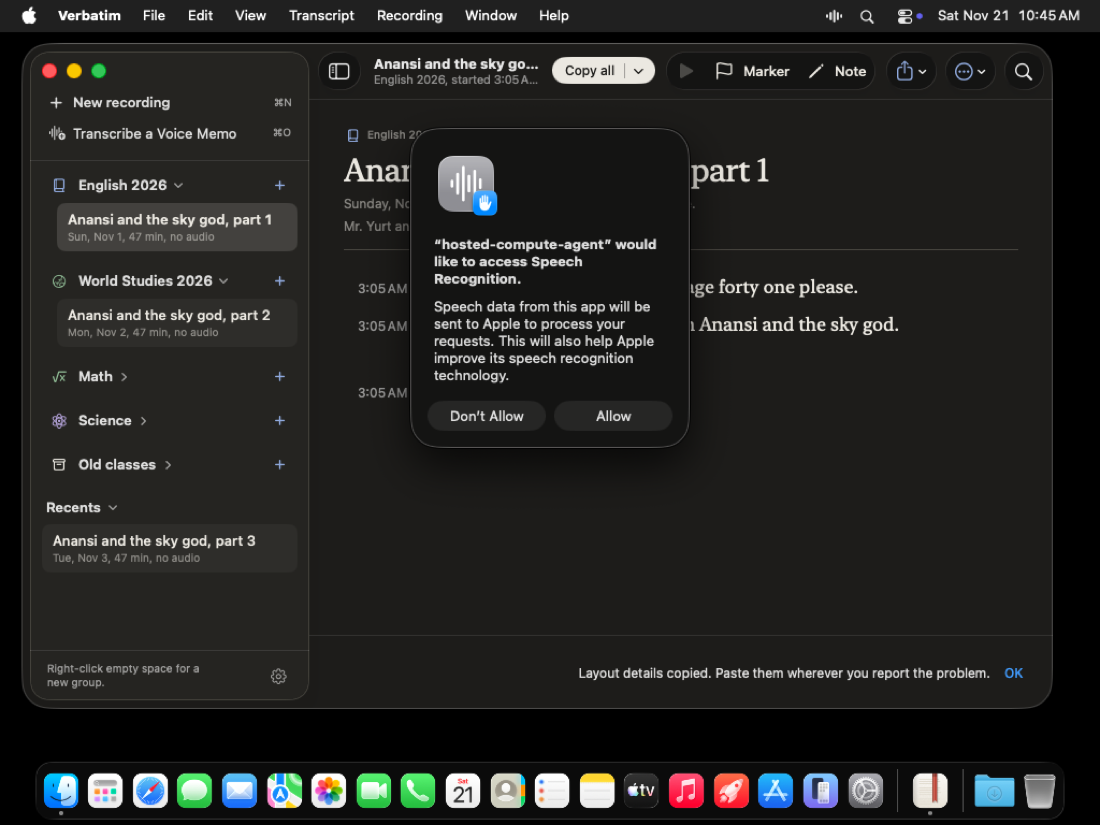 Verbatim File Edit View Transcript Recording Window Help Sat Nov 21 10:45 AM
New recording ⌘N
Transcribe a Voice Memo ⌘O
English 2026
Anansi and the sky god, part 1
Sun, Nov 1, 47 min, no audio
World Studies 2026
Anansi and the sky god, part 2
Mon, Nov 2, 47 min, no audio
Math
Science
Old classes
Recents
Anansi and the sky god, part 3
Tue, Nov 3, 47 min, no audio
Right-click empty space for a
new group.
Anansi and the sky go...
English 2026, started 3:05 A...
Copy all
Marker
Note
English 20
Anan
part 1
Sunday, No
Mr. Yurt an
3:05 AM
ge forty one please.
3:05 AM
Anansi and the sky god.
3:05 AM
“hosted-compute-agent” would
like to access Speech
Recognition.
Speech data from this app will be
sent to Apple to process your
requests. This will also help Apple
improve its speech recognition
technology.
Don’t Allow
Allow
Layout details copied. Paste them wherever you report the problem. OK
Sat
21
tv